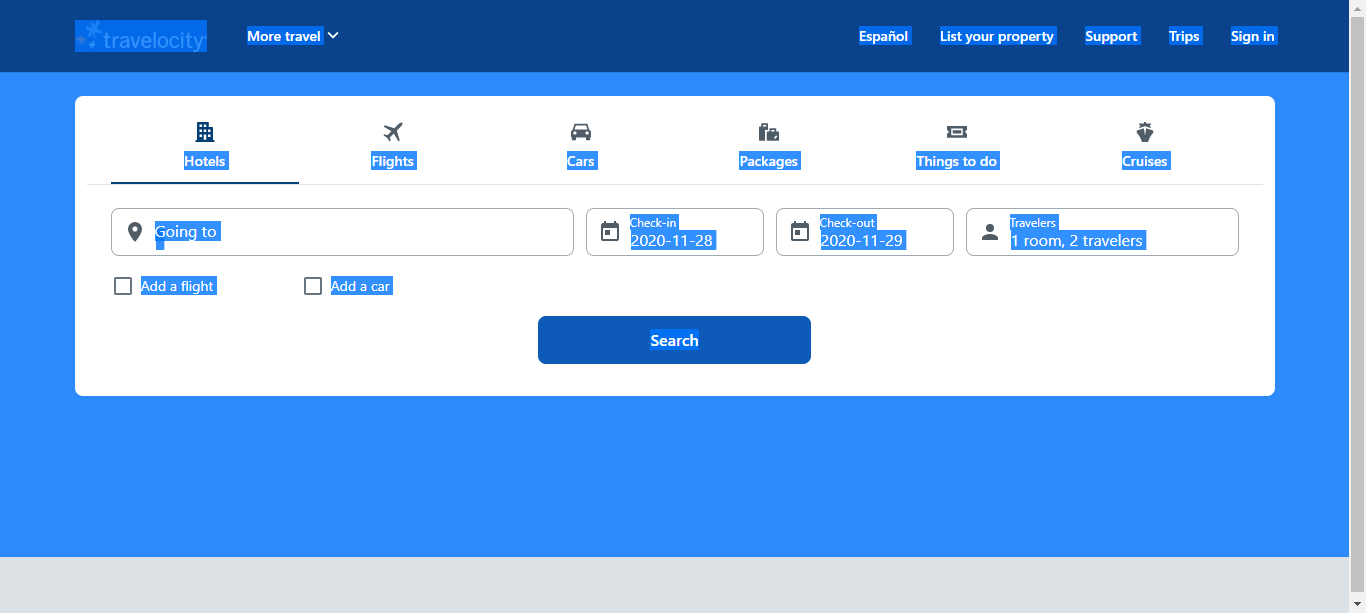 travelocity
More travel
Español
List your property
Support
Trips
Sign in
Hotels
Flights
Cars
Packages
Things to do
Cruises
Going to
Check-in
2020-11-28
Check-out
2020-11-29
Travelers
1 room, 2 travelers
Add a flight
Add a car
Search